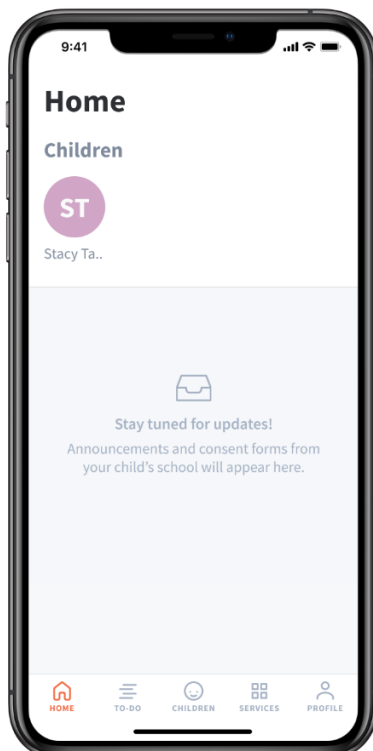 9:41
Home
Children
ST
Stacy Ta..
Stay tuned for updates!
Announcements and consent forms from
your child's school will appear here.
HOME TO-DO CHILDREN SERVICES PROFILE